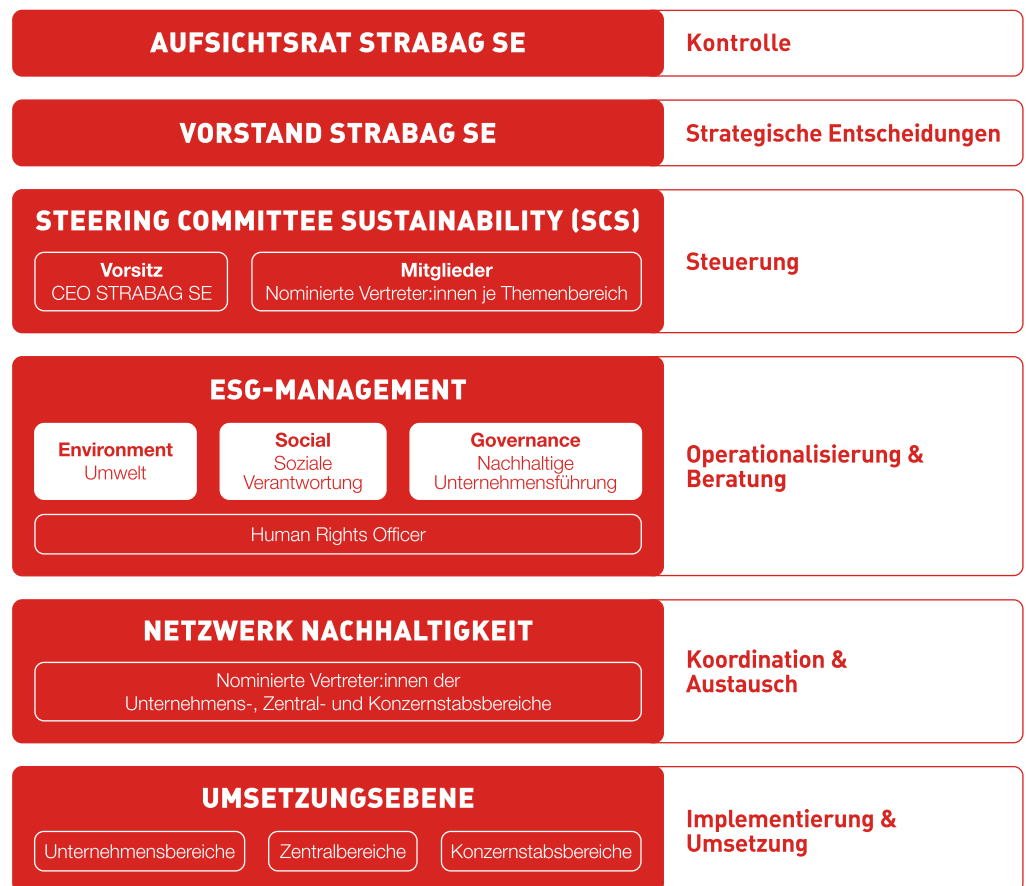 AUFSICHTSRAT STRABAG SE
Kontrolle
VORSTAND STRABAG SE
Strategische Entscheidungen
STEERING COMMITTEE SUSTAINABILITY (SCS)
Vorsitz
CEO STRABAG SE
Mitglieder
Nominierte Vertreter:innen je Themenbereich
Steuerung
ESG-MANAGEMENT
Environment
Umwelt
Social
Soziale
Verantwortung
Governance
Nachhaltige
Unternehmensführung
Human Rights Officer
Operationalisierung &
Beratung
NETZWERK NACHHALTIGKEIT
Nominierte Vertreter:innen der
Unternehmens-, Zentral- und Konzernstabsbereiche
Koordination &
Austausch
UMSETZUNGSEBENE
Unternehmensbereiche
Zentralbereiche
Konzernstabsbereiche
Implementierung &
Umsetzung